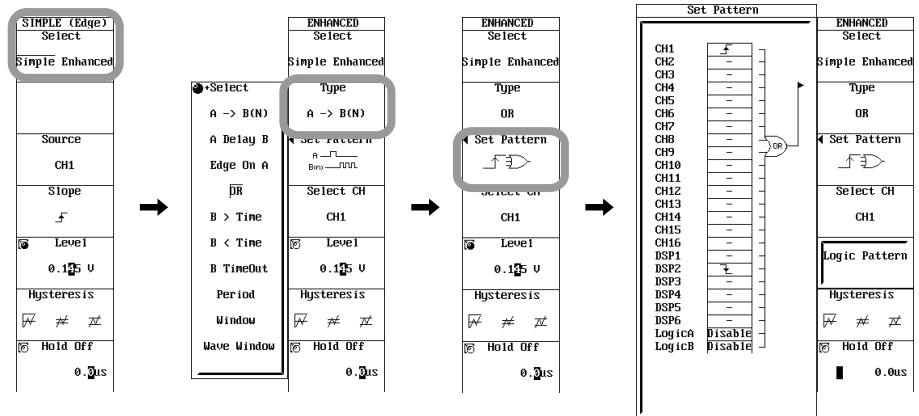 SIMPLE (Edge)
Select
Simple Enhanced
Source
CH1
Slope
Level
0.145 V
Hysteresis
Hold Off
0.0us
+Select
A -> B(N)
A Delay B
Edge On A
OR
B > Time
B < Time
B TimeOut
Period
Window
Wave Window
ENHANCED
Select
Simple Enhanced
Type
A -> B(N)
Set Pattern
A
B(N)
Select CH
CH1
Level
0.145 V
Hysteresis
Hold Off
0.0us
ENHANCED
Select
Simple Enhanced
Type
OR
Set Pattern
Select CH
CH1
Level
0.145 V
Hysteresis
Hold Off
0.0us
Set Pattern
CH1
CH2 -
CH3 -
CH4 -
CH5 -
CH6 -
CH7 -
CH8 -
CH9 -
CH10 -
CH11 -
CH12 -
CH13 -
CH14 -
CH15 -
CH16 -
DSP1 -
DSP2
DSP3 -
DSP4 -
DSP5 -
DSP6 -
LogicA Disable
LogicB Disable
OR
ENHANCED
Select
Simple Enhanced
Type
OR
Set Pattern
Select CH
CH1
Logic Pattern
Hysteresis
Hold Off
0.0us